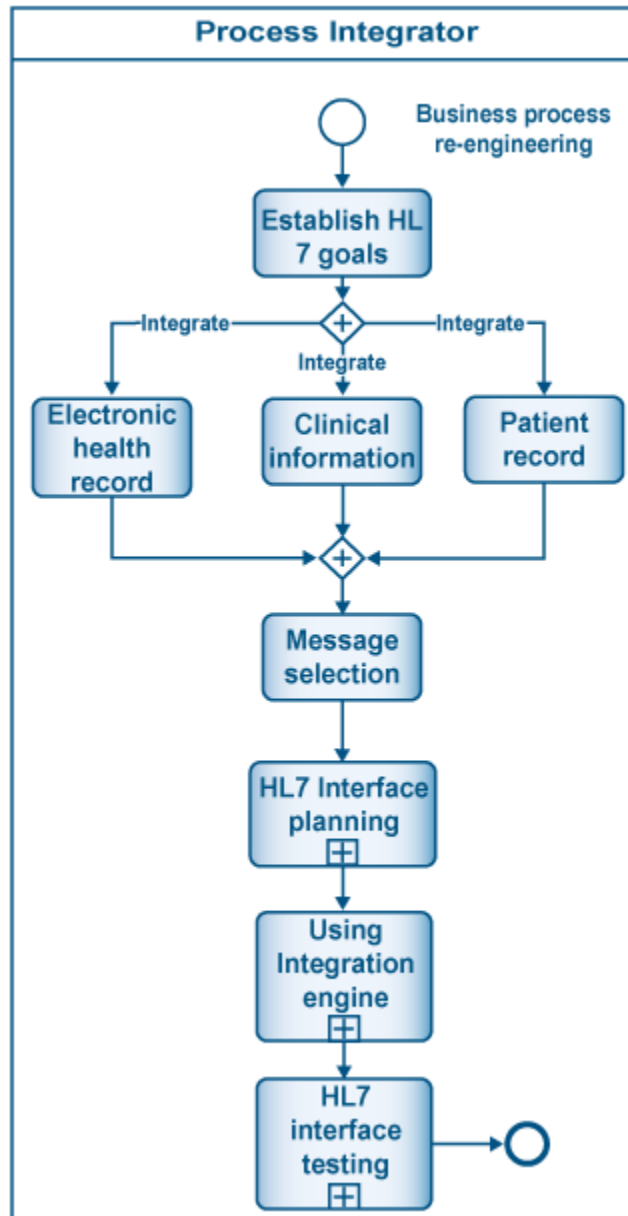 Process Integrator
Business process
re-engineering
Establish HL
7 goals
Integrate
Integrate
Integrate
Electronic
health
record
Clinical
information
Patient
record
Message
selection
HL7 Interface
planning
Using
Integration
engine
HL7
interface
testing